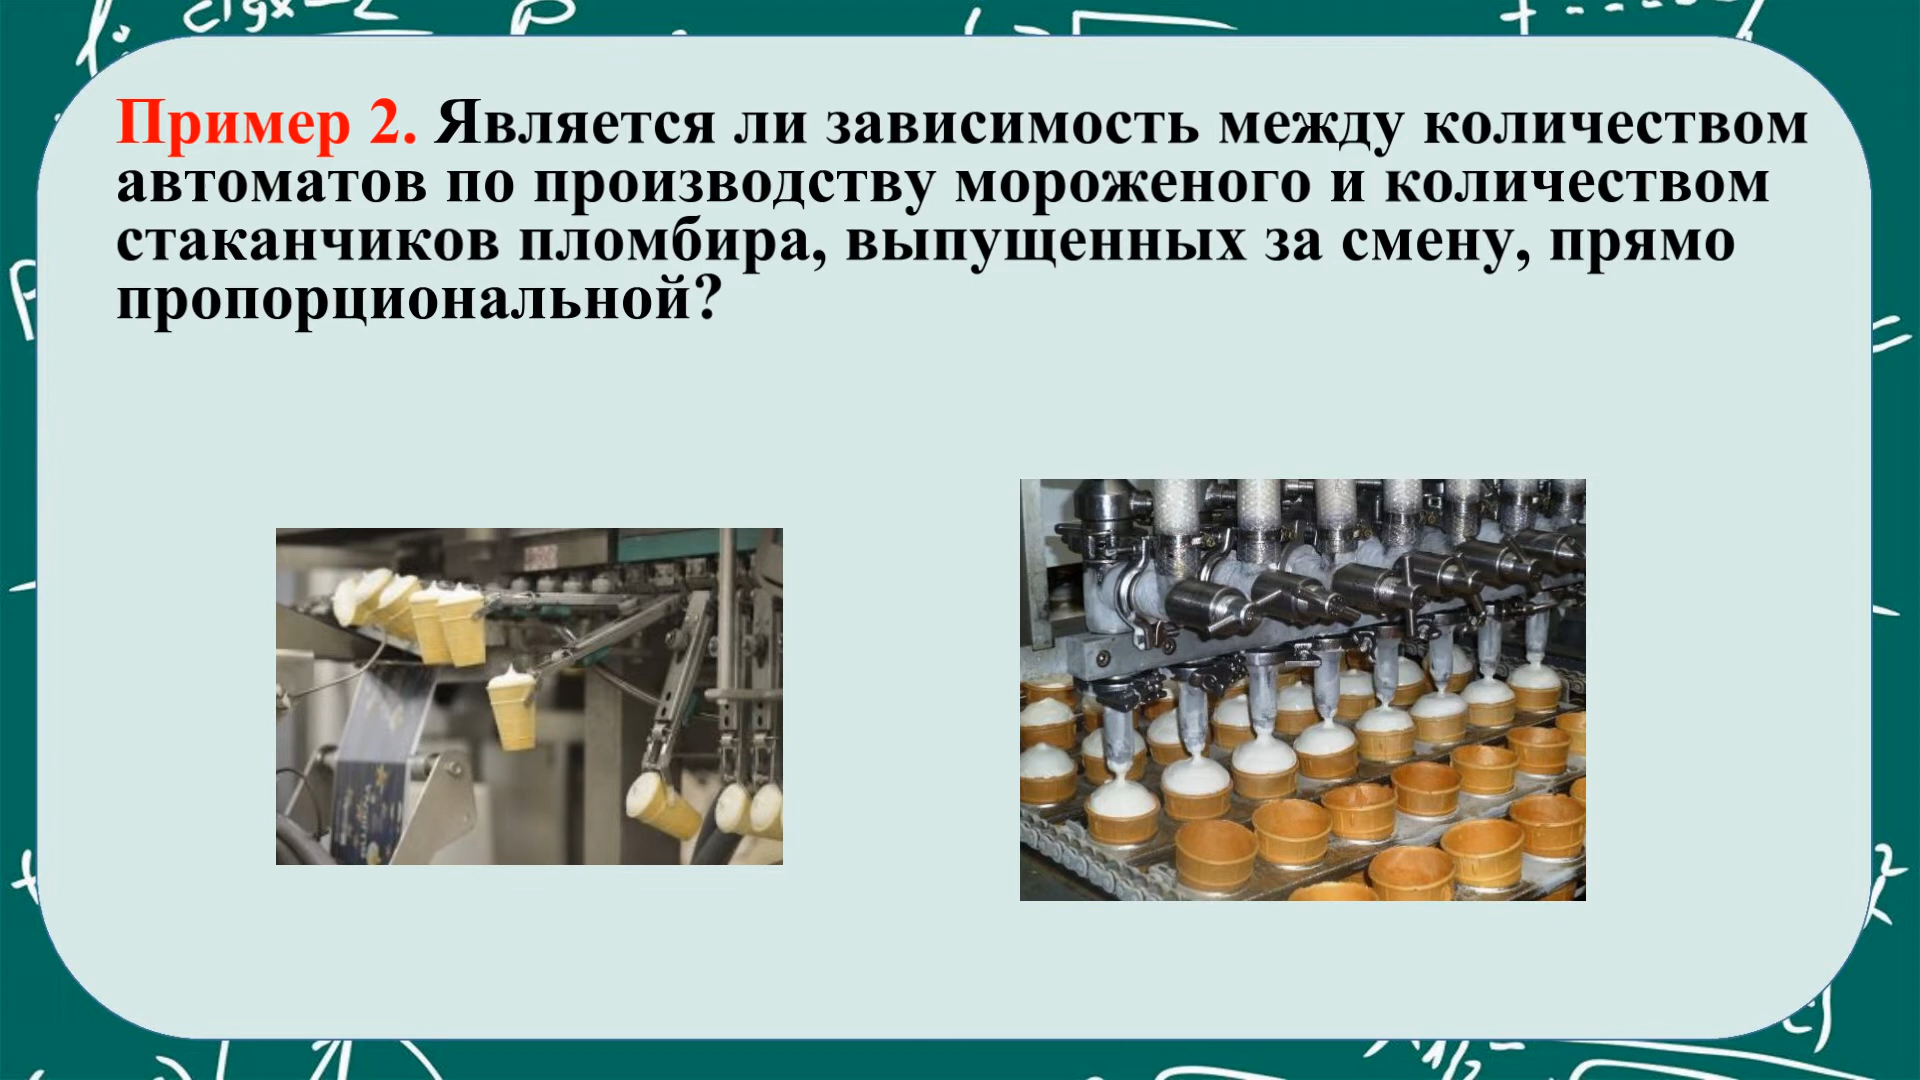 Пример 2. Является ли зависимость между количеством
автоматов по производству мороженого и количеством
стаканчиков пломбира, выпущенных за смену, прямо
пропорциональной?